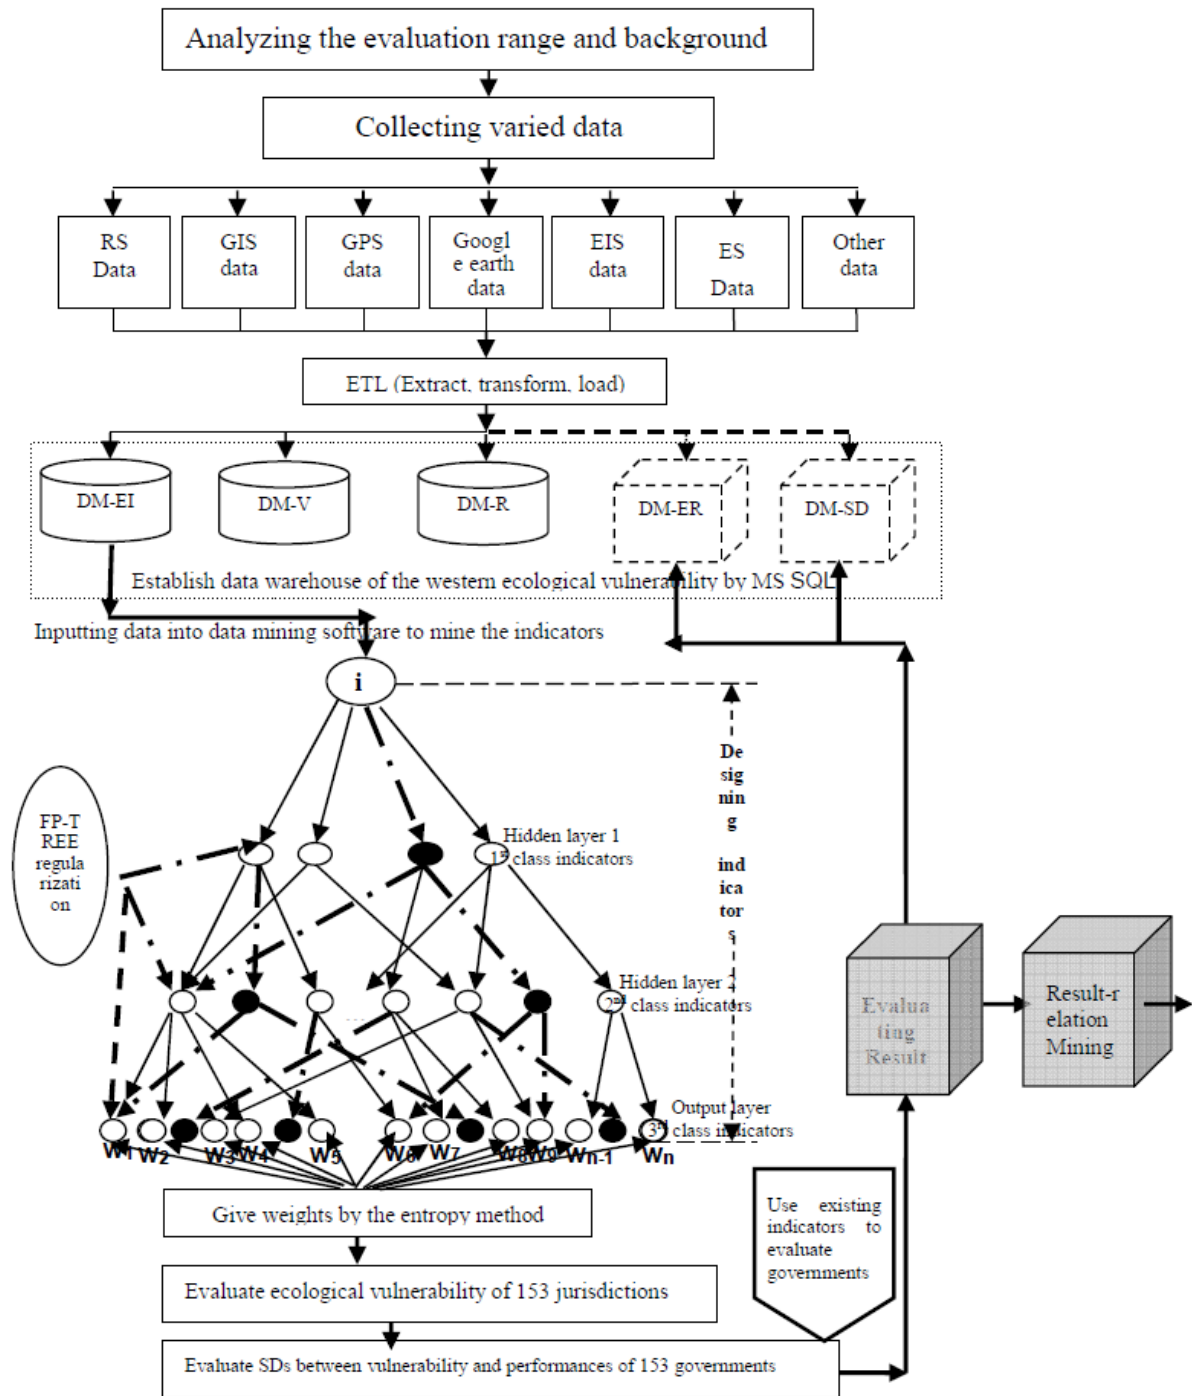 Analyzing the evaluation range and background
Collecting varied data
RS
Data
GIS
data
GPS
data
Googl
e earth
data
EIS
data
ES
Data
Other
data
ETL (Extract, transform, load)
DM-EI
DM-V
DM-R
DM-ER
DM-SD
Establish data warehouse of the western ecological vulnerability by MS SQL
Inputting data into data mining software to mine the indicators
i
De
sig
nin
g
ind
ica
tor
s
FP-T
REE
regula
rizati
on
Hidden layer 1
1st class indicators
Hidden layer 2
2nd class indicators
Evalua
ting
Result
Result-r
elation
Mining
Output layer
3rd class indicators
W1 W2 W3 W4 W5 W6 W7 W8 W9 Wn-1 Wn
Give weights by the entropy method
Use existing
indicators to
evaluate
governments
Evaluate ecological vulnerability of 153 jurisdictions
Evaluate SDs between vulnerability and performances of 153 governments